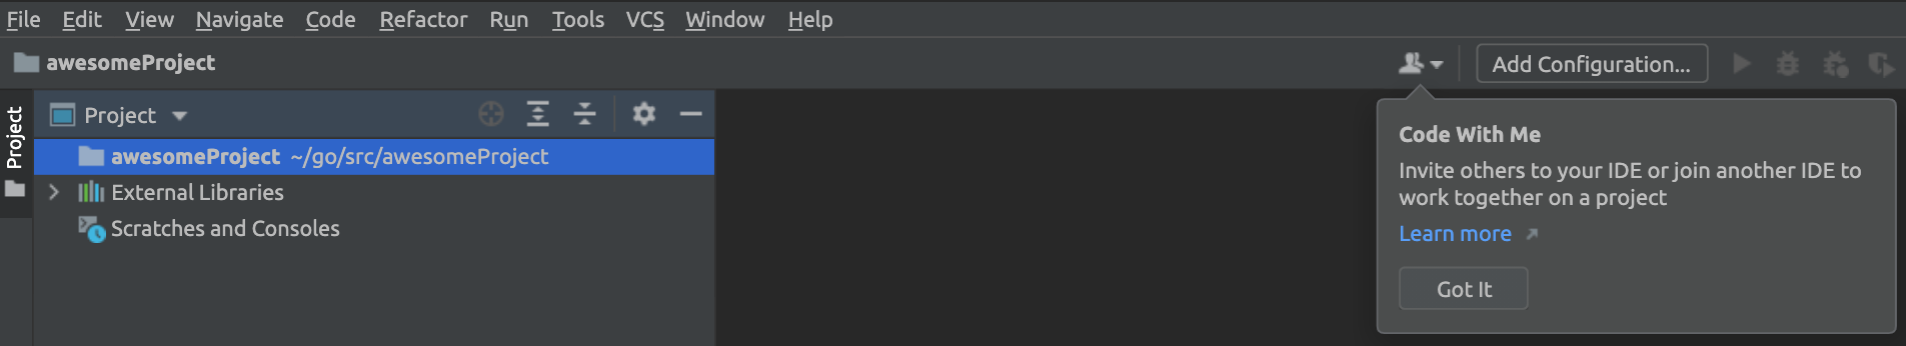 File Edit View Navigate Code Refactor Run Tools VCS Window Help
awesomeProject
Add Configuration...
Project
Project
awesomeProject ~/go/src/awesomeProject
External Libraries
Scratches and Consoles
Code With Me
Invite others to your IDE or join another IDE to
work together on a project
Learn more
Got It